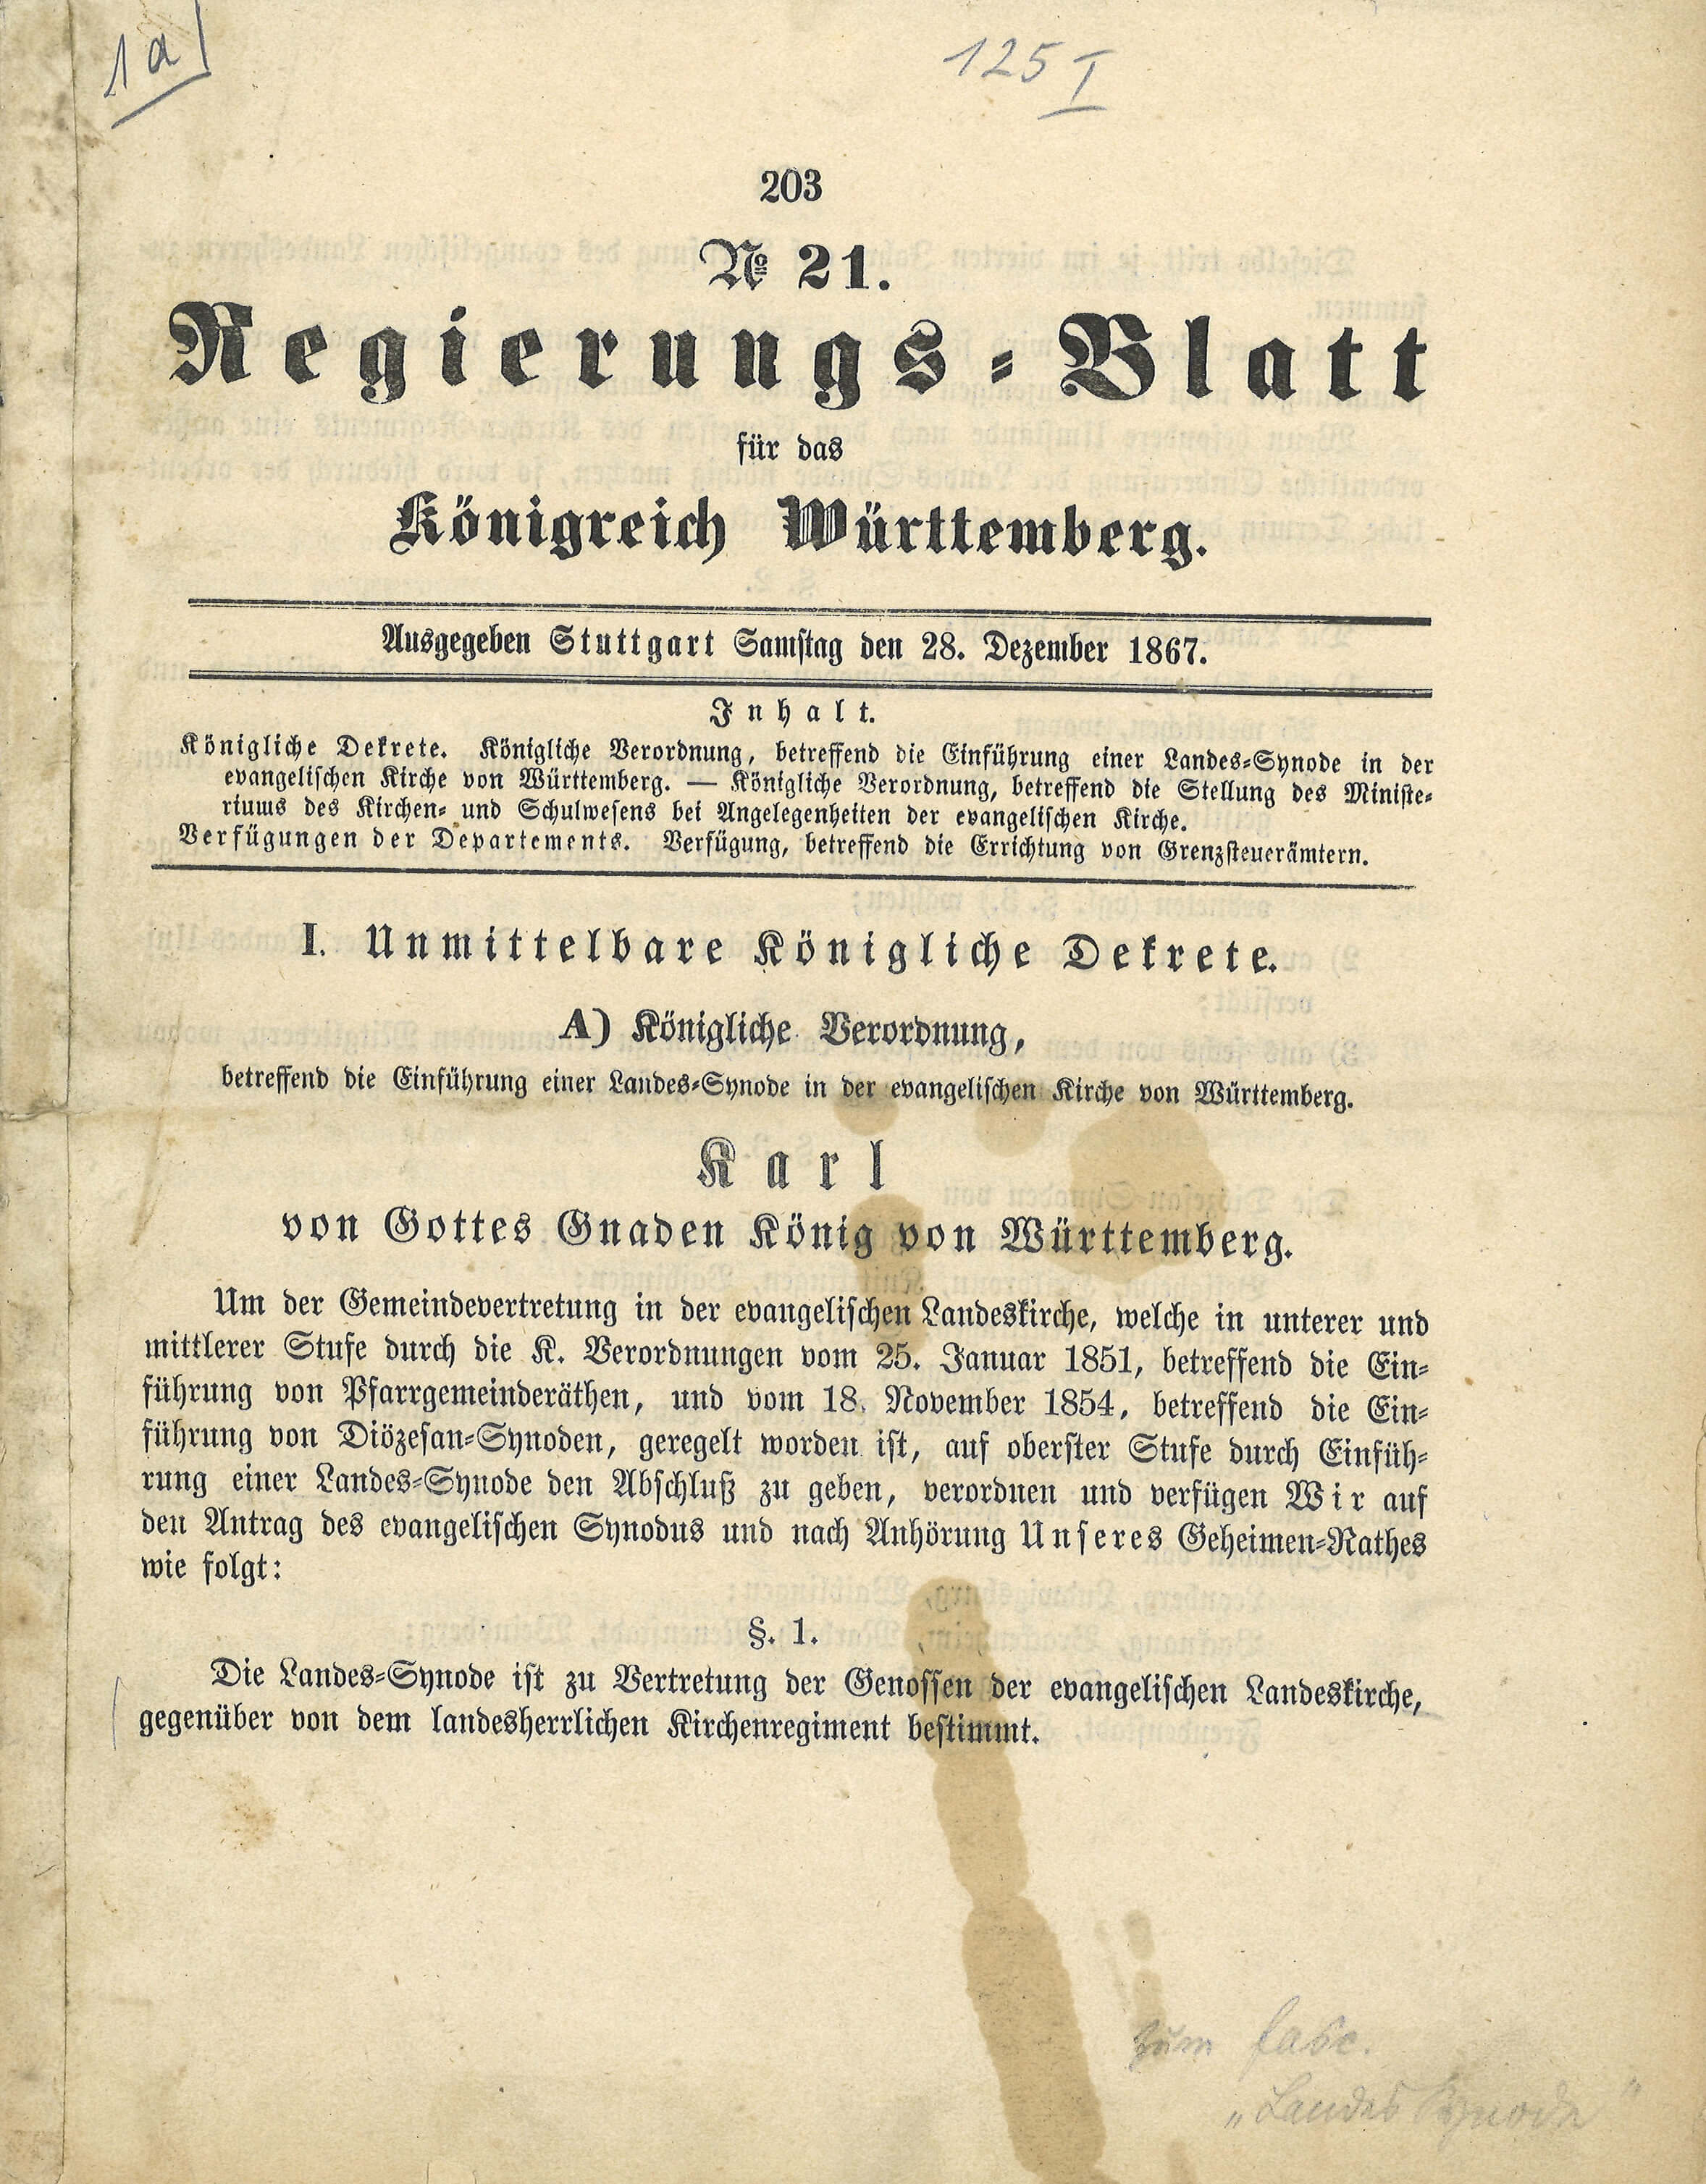 1a
125 I
203
№ 21.
Regierungs-Blatt
für das
Königreich Württemberg.
Ausgegeben Stuttgart Samstag den 28. Dezember 1867.
Inhalt.
Königliche Dekrete. Königliche Verordnung, betreffend die Einführung einer Landes-Synode in der
evangelischen Kirche von Württemberg. — Königliche Verordnung, betreffend die Stellung des Ministe-
riums des Kirchen- und Schulwesens bei Angelegenheiten der evangelischen Kirche.
Verfügungen der Departements. Verfügung, betreffend die Errichtung von Grenzsteuerämtern.
I. Unmittelbare Königliche Dekrete.
A) Königliche Verordnung,
betreffend die Einführung einer Landes-Synode in der evangelischen Kirche von Württemberg.
Karl
von Gottes Gnaden König von Württemberg.
Um der Gemeindevertretung in der evangelischen Landeskirche, welche in unterer und
mittlerer Stufe durch die K. Verordnungen vom 25. Januar 1851, betreffend die Ein-
führung von Pfarrgemeinderäthen, und vom 18. November 1854, betreffend die Ein-
führung von Diözesan-Synoden, geregelt worden ist, auf oberster Stufe durch Einfüh-
rung einer Landes-Synode den Abschluß zu geben, verordnen und verfügen Wir auf
den Antrag des evangelischen Synodus und nach Anhörung Unseres Geheimen-Rathes
wie folgt:
§. 1.
Die Landes-Synode ist zu Vertretung der Genossen der evangelischen Landeskirche,
gegenüber von dem landesherrlichen Kirchenregiment bestimmt.
zum fasc.
„Landes Synode"